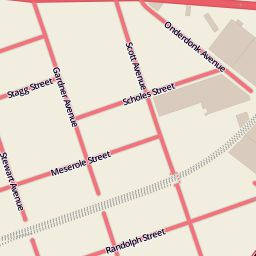 Onderdonk Avenue
Scott Avenue
Stagg Street
Gardner Avenue
Scholes Street
Meserole Street
Stewart Avenue
Randolph Street